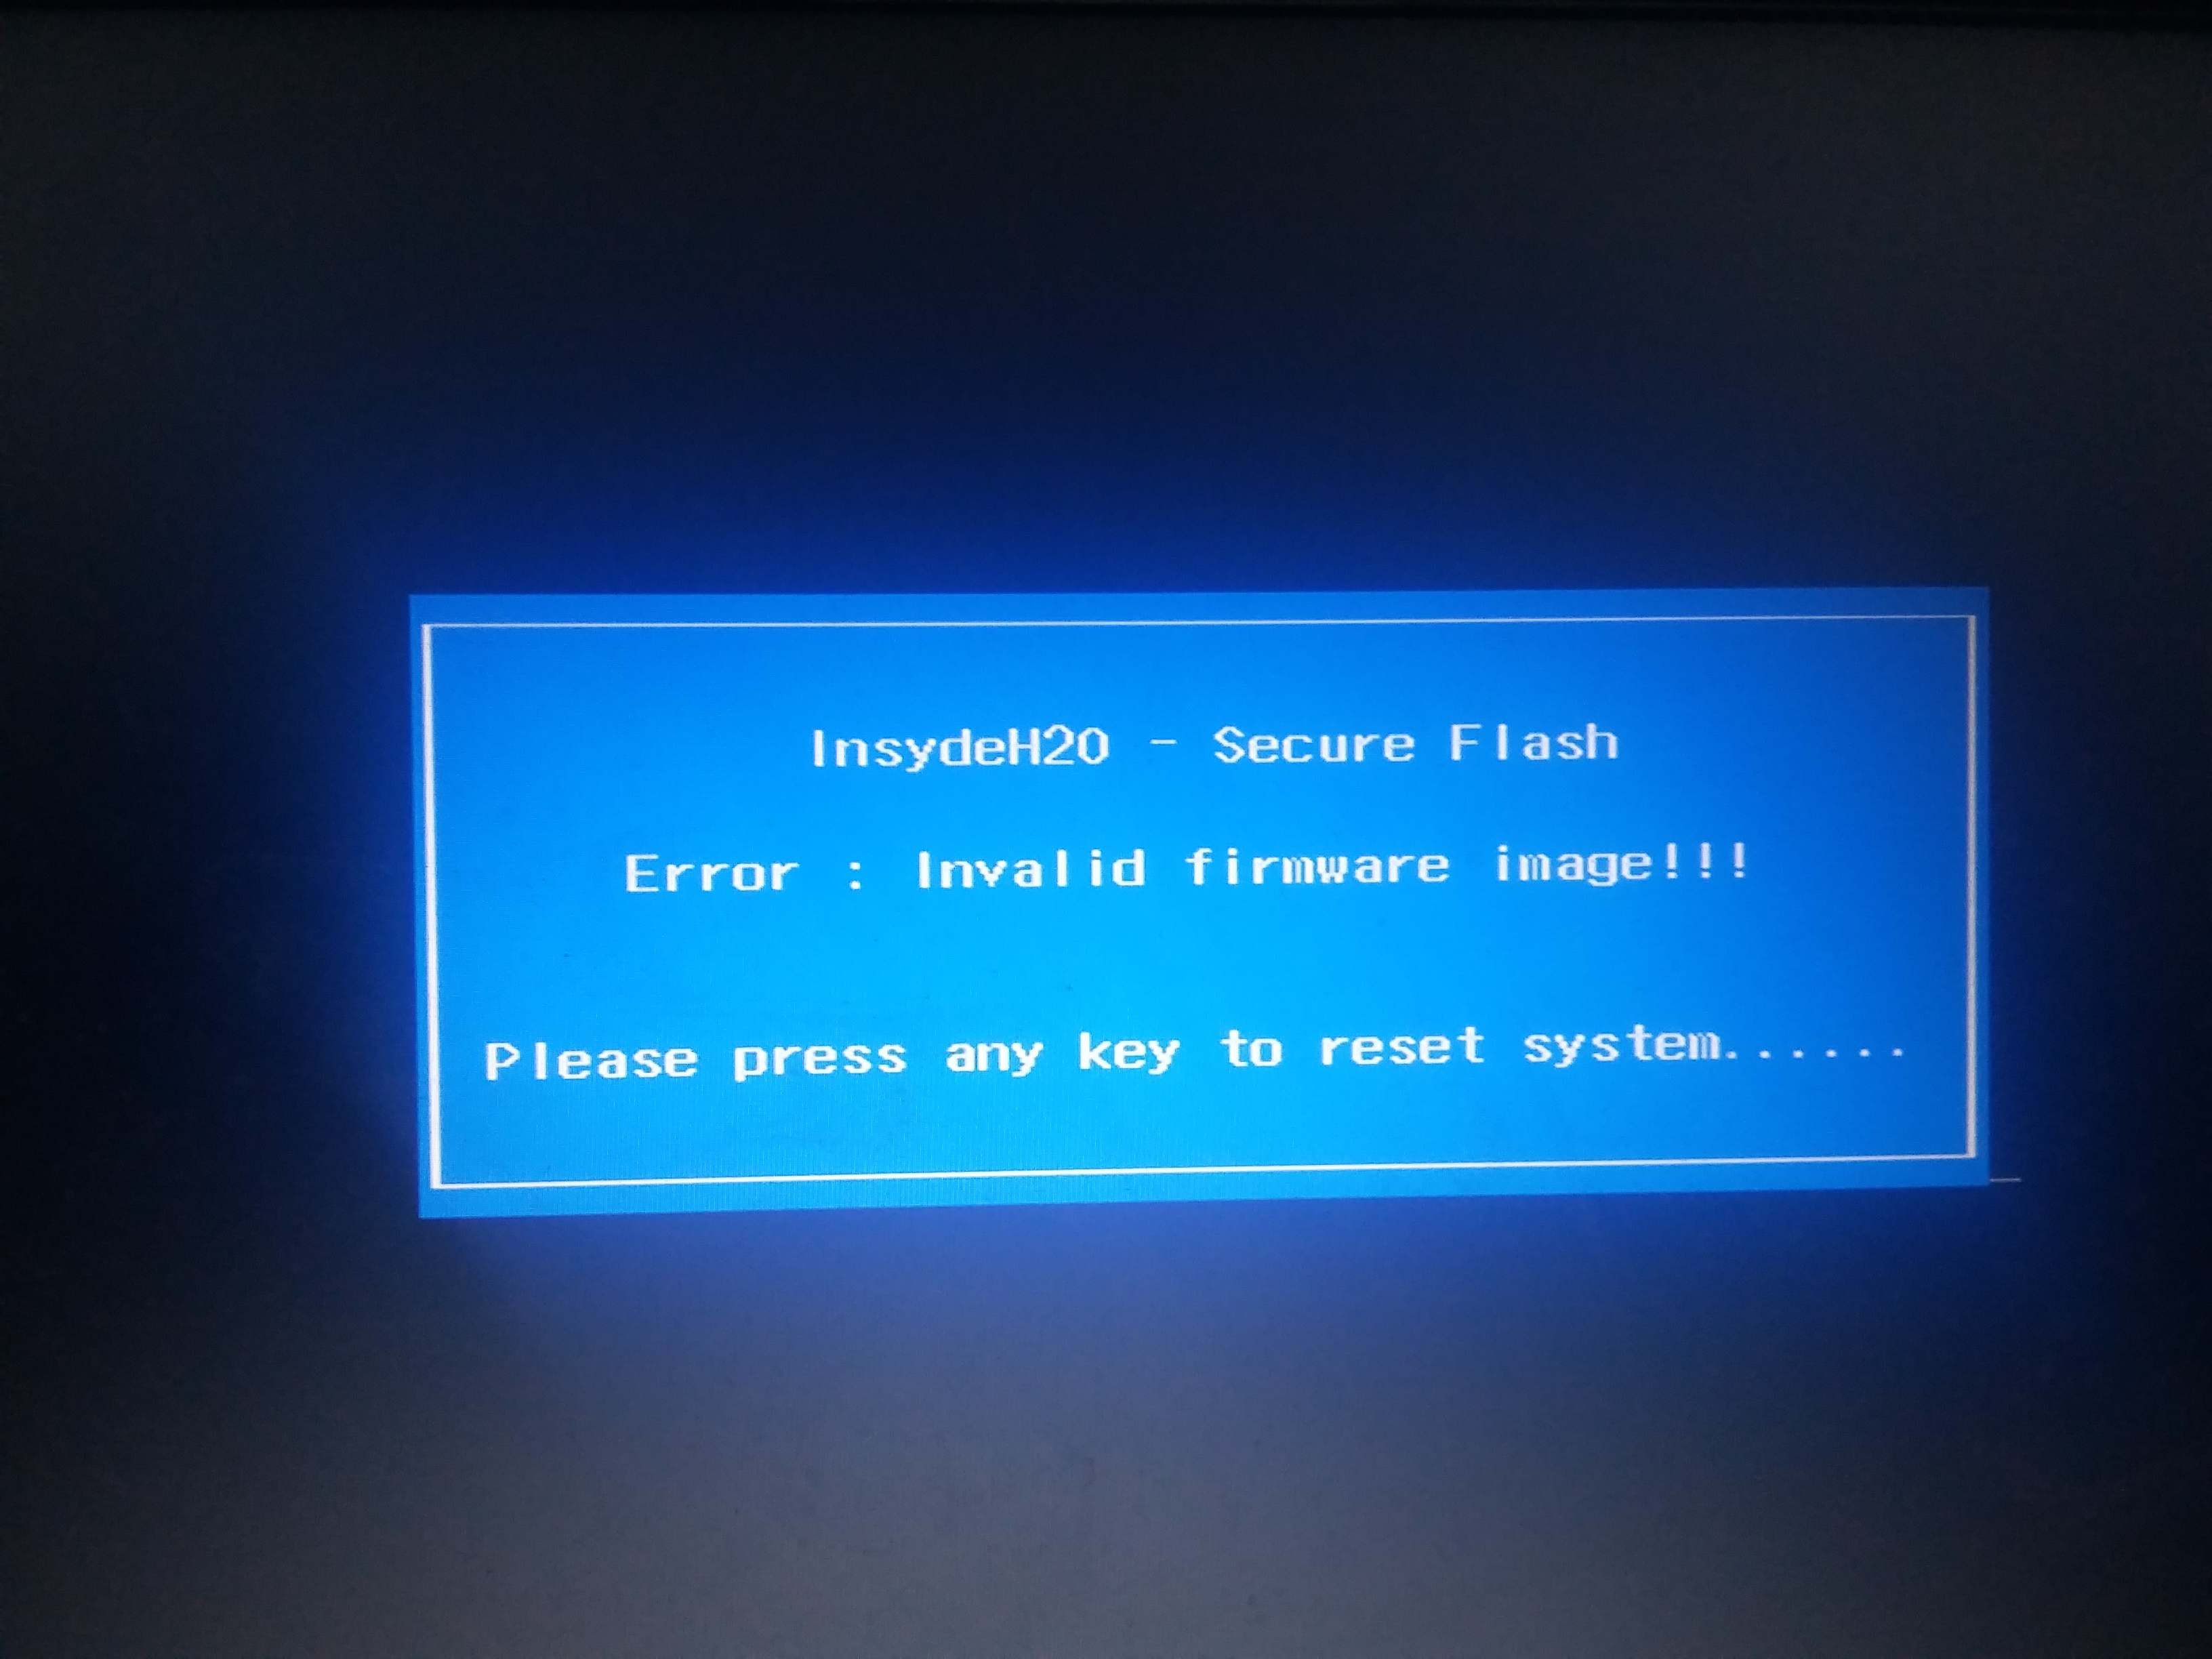 InsydeH2O - Secure Flash
Error : Invalid firmware image!!!
Please press any key to reset system......